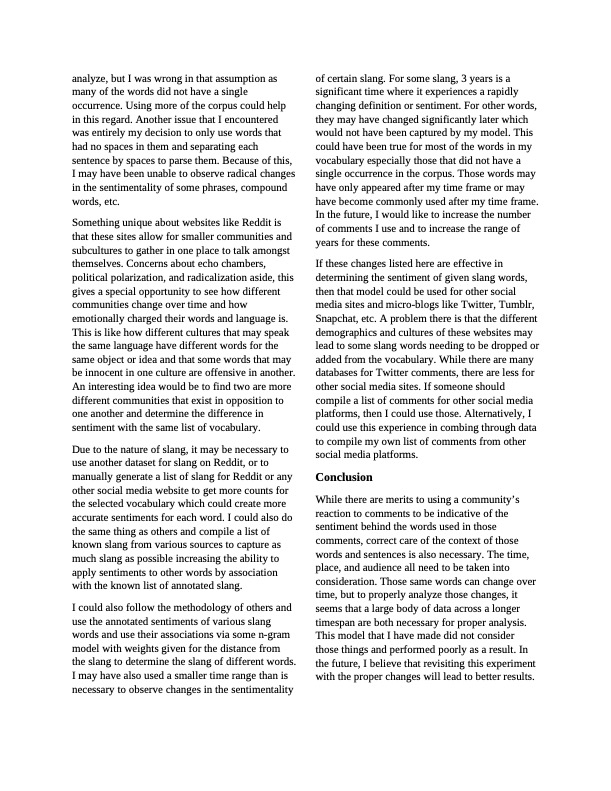 analyze, but I was wrong in that assumption as
many of the words did not have a single
occurrence. Using more of the corpus could help
in this regard. Another issue that I encountered
was entirely my decision to only use words that
had no spaces in them and separating each
sentence by spaces to parse them. Because of this,
I may have been unable to observe radical changes
in the sentimentality of some phrases, compound
words, etc.
Something unique about websites like Reddit is
that these sites allow for smaller communities and
subcultures to gather in one place to talk amongst
themselves. Concerns about echo chambers,
political polarization, and radicalization aside, this
gives a special opportunity to see how different
communities change over time and how
emotionally charged their words and language is.
This is like how different cultures that may speak
the same language have different words for the
same object or idea and that some words that may
be innocent in one culture are offensive in another.
An interesting idea would be to find two are more
different communities that exist in opposition to
one another and determine the difference in
sentiment with the same list of vocabulary.
Due to the nature of slang, it may be necessary to
use another dataset for slang on Reddit, or to
manually generate a list of slang for Reddit or any
other social media website to get more counts for
the selected vocabulary which could create more
accurate sentiments for each word. I could also do
the same thing as others and compile a list of
known slang from various sources to capture as
much slang as possible increasing the ability to
apply sentiments to other words by association
with the known list of annotated slang.
I could also follow the methodology of others and
use the annotated sentiments of various slang
words and use their associations via some n-gram
model with weights given for the distance from
the slang to determine the slang of different words.
I may have also used a smaller time range than is
necessary to observe changes in the sentimentality
of certain slang. For some slang, 3 years is a
significant time where it experiences a rapidly
changing definition or sentiment. For other words,
they may have changed significantly later which
would not have been captured by my model. This
could have been true for most of the words in my
vocabulary especially those that did not have a
single occurrence in the corpus. Those words may
have only appeared after my time frame or may
have become commonly used after my time frame.
In the future, I would like to increase the number
of comments I use and to increase the range of
years for these comments.
If these changes listed here are effective in
determining the sentiment of given slang words,
then that model could be used for other social
media sites and micro-blogs like Twitter, Tumblr,
Snapchat, etc. A problem there is that the different
demographics and cultures of these websites may
lead to some slang words needing to be dropped or
added from the vocabulary. While there are many
databases for Twitter comments, there are less for
other social media sites. If someone should
compile a list of comments for other social media
platforms, then I could use those. Alternatively, I
could use this experience in combing through data
to compile my own list of comments from other
social media platforms.
Conclusion
While there are merits to using a community's
reaction to comments to be indicative of the
sentiment behind the words used in those
comments, correct care of the context of those
words and sentences is also necessary. The time,
place, and audience all need to be taken into
consideration. Those same words can change over
time, but to properly analyze those changes, it
seems that a large body of data across a longer
timespan are both necessary for proper analysis.
This model that I have made did not consider
those things and performed poorly as a result. In
the future, I believe that revisiting this experiment
with the proper changes will lead to better results.